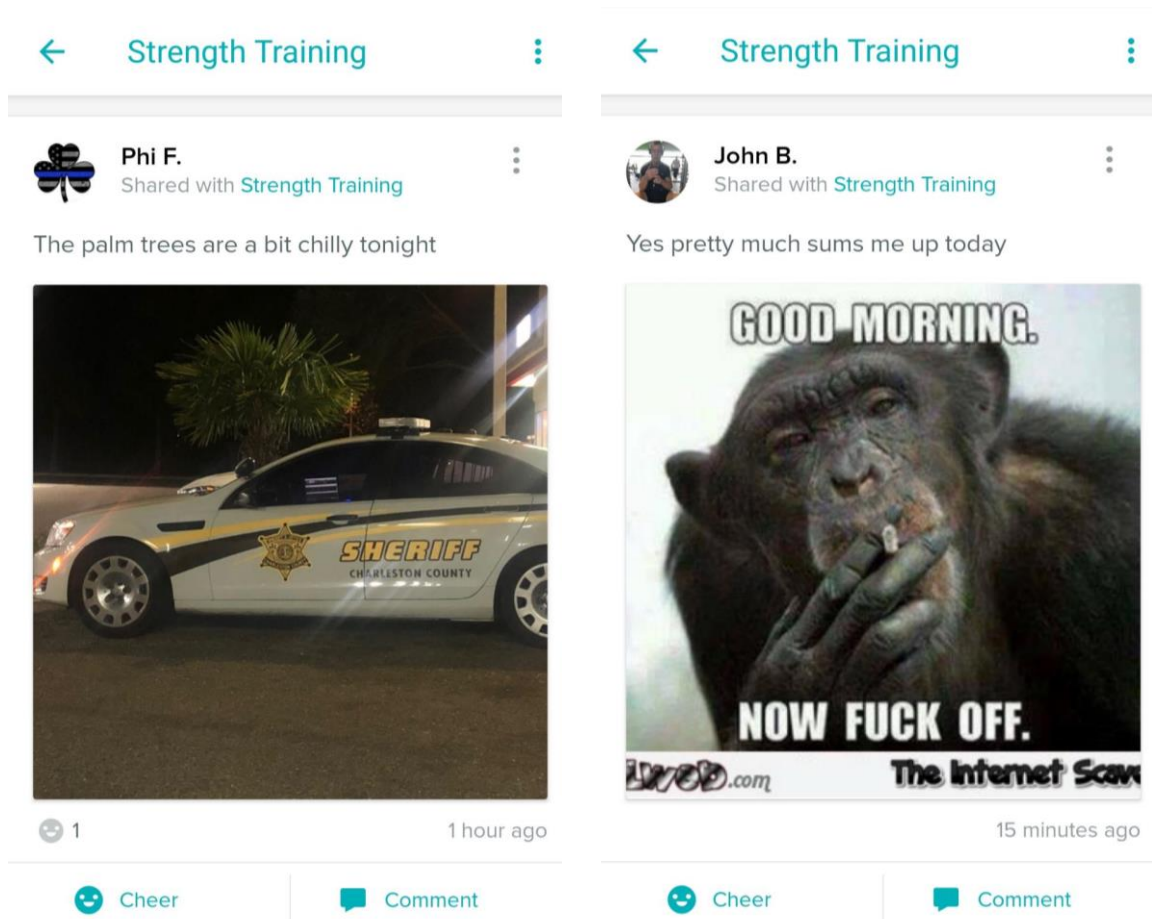 Strength Training
Phi F.
Shared with Strength Training
The palm trees are a bit chilly tonight
SHERIFF
CHARLESTON COUNTY
1
1 hour ago
Cheer
Comment
Strength Training
John B.
Shared with Strength Training
Yes pretty much sums me up today
GOOD MORNING.
NOW FUCK OFF.
.com
The Internet Scave
15 minutes ago
Cheer
Comment